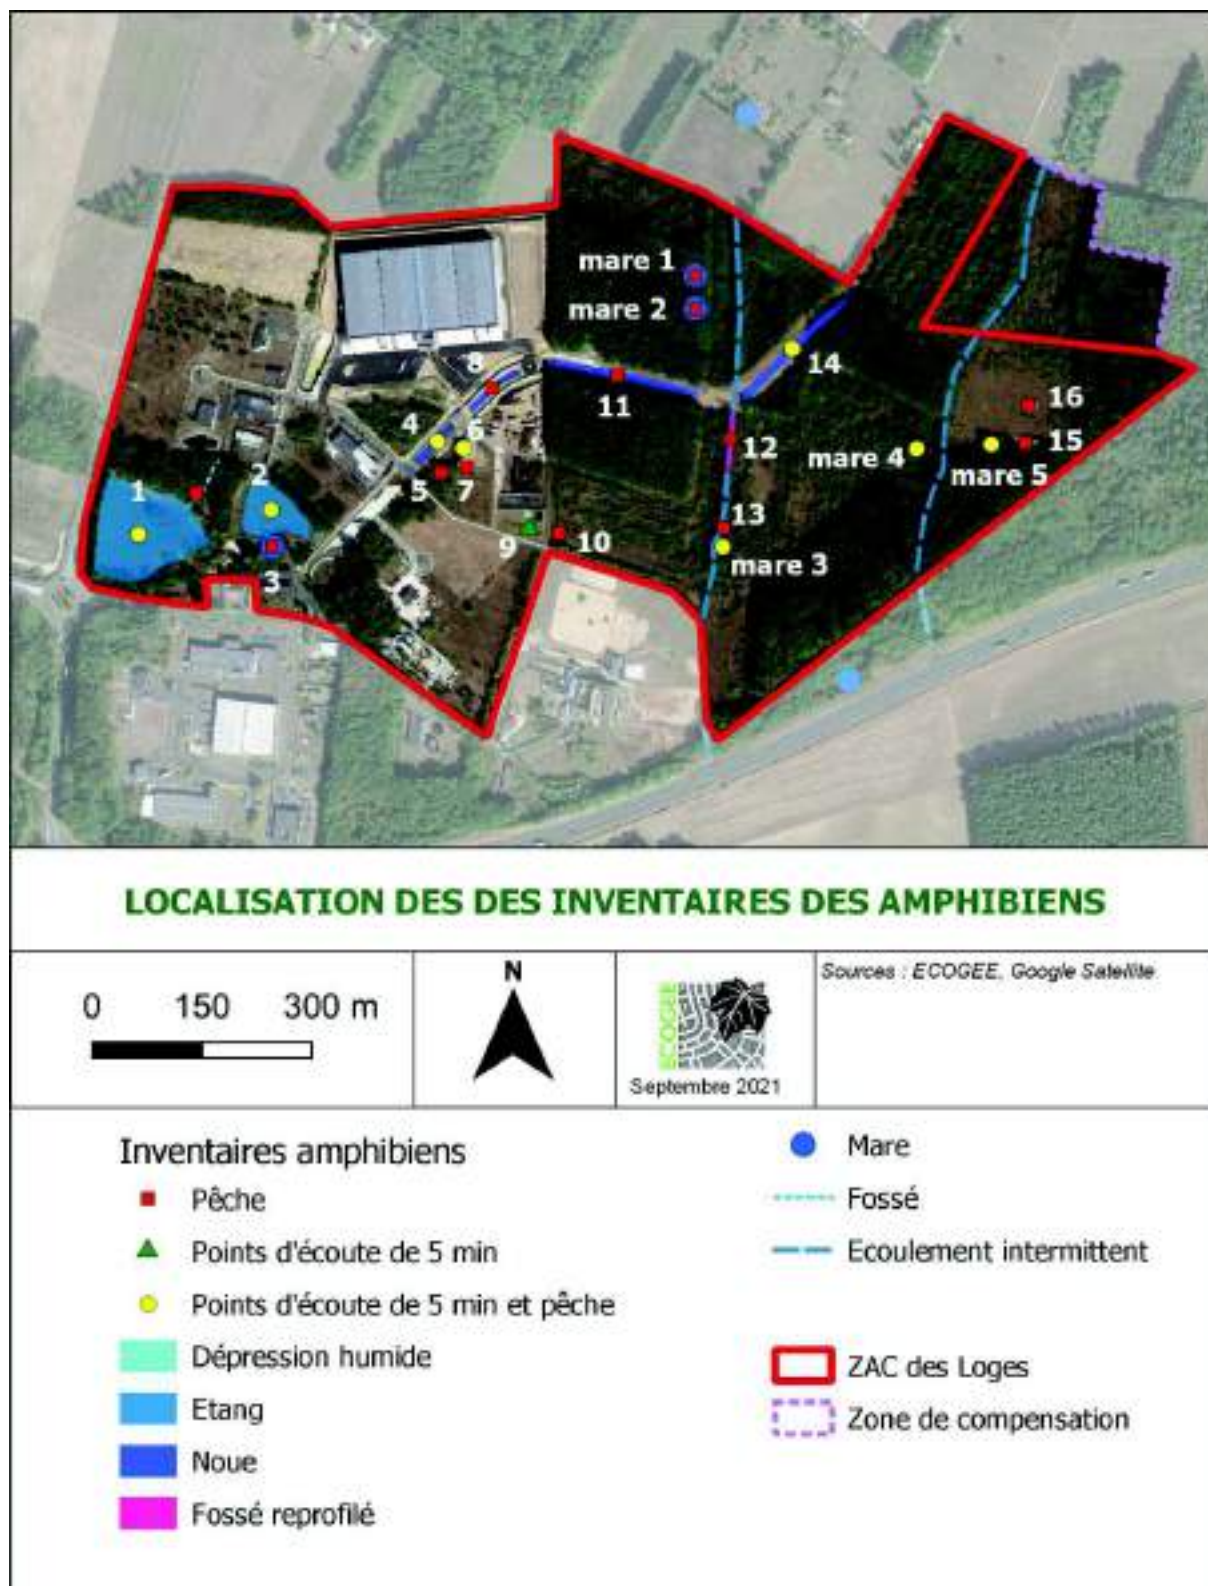 mare 1
mare 2
8
14
11
4
6
16
12
mare 4
15
mare 5
5
7
1
2
13
9
10
mare 3
3
LOCALISATION DES DES INVENTAIRES DES AMPHIBIENS
0 150 300 m
N
ECOGEE
Septembre 2021
Sources : ECOGEE, Google Satellite
Inventaires amphibiens
Pêche
Points d'écoute de 5 min
Points d'écoute de 5 min et pêche
Dépression humide
Etang
Noue
Fossé reprofilé
Mare
Fossé
Ecoulement intermittent
ZAC des Loges
Zone de compensation